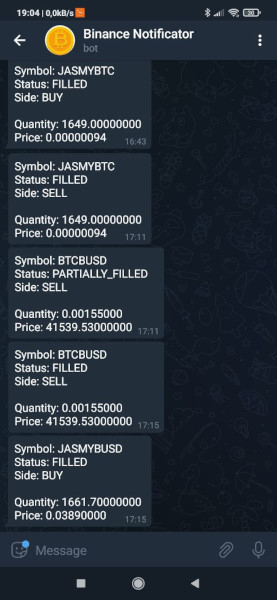 19:04 | 0,0kB/s
30
Binance Notificator
bot
Symbol: JASMYBTC
Status: FILLED
Side: BUY
Quantity: 1649.00000000
Price: 0.00000094
16:43
Symbol: JASMYBTC
Status: FILLED
Side: SELL
Quantity: 1649.00000000
Price: 0.00000094
17:11
Symbol: BTCBUSD
Status: PARTIALLY_FILLED
Side: SELL
Quantity: 0.00155000
Price: 41539.53000000
17:11
Symbol: BTCBUSD
Status: FILLED
Side: SELL
Quantity: 0.00155000
Price: 41539.53000000
17:15
Symbol: JASMYBUSD
Status: FILLED
Side: BUY
Quantity: 1661.70000000
Price: 0.03890000
17:15
Message